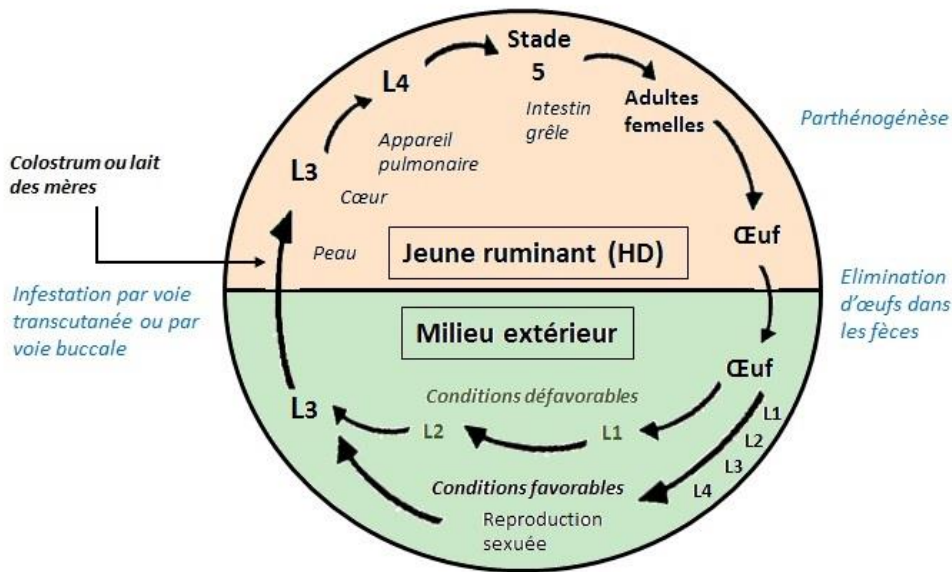 Stade
5
L4
Intestin
grêle
Adultes
femelles
Parthénogénèse
Appareil
pulmonaire
Colostrum ou lait
des mères
L3
Cœur
Peau
Jeune ruminant (HD)
Œuf
Infestation par voie
transcutanée ou par
voie buccale
Elimination
d’œufs dans
les fèces
Milieu extérieur
Œuf
Conditions défavorables
L3
L2
L1
L1
L2
L3
L4
Conditions favorables
Reproduction
sexuée